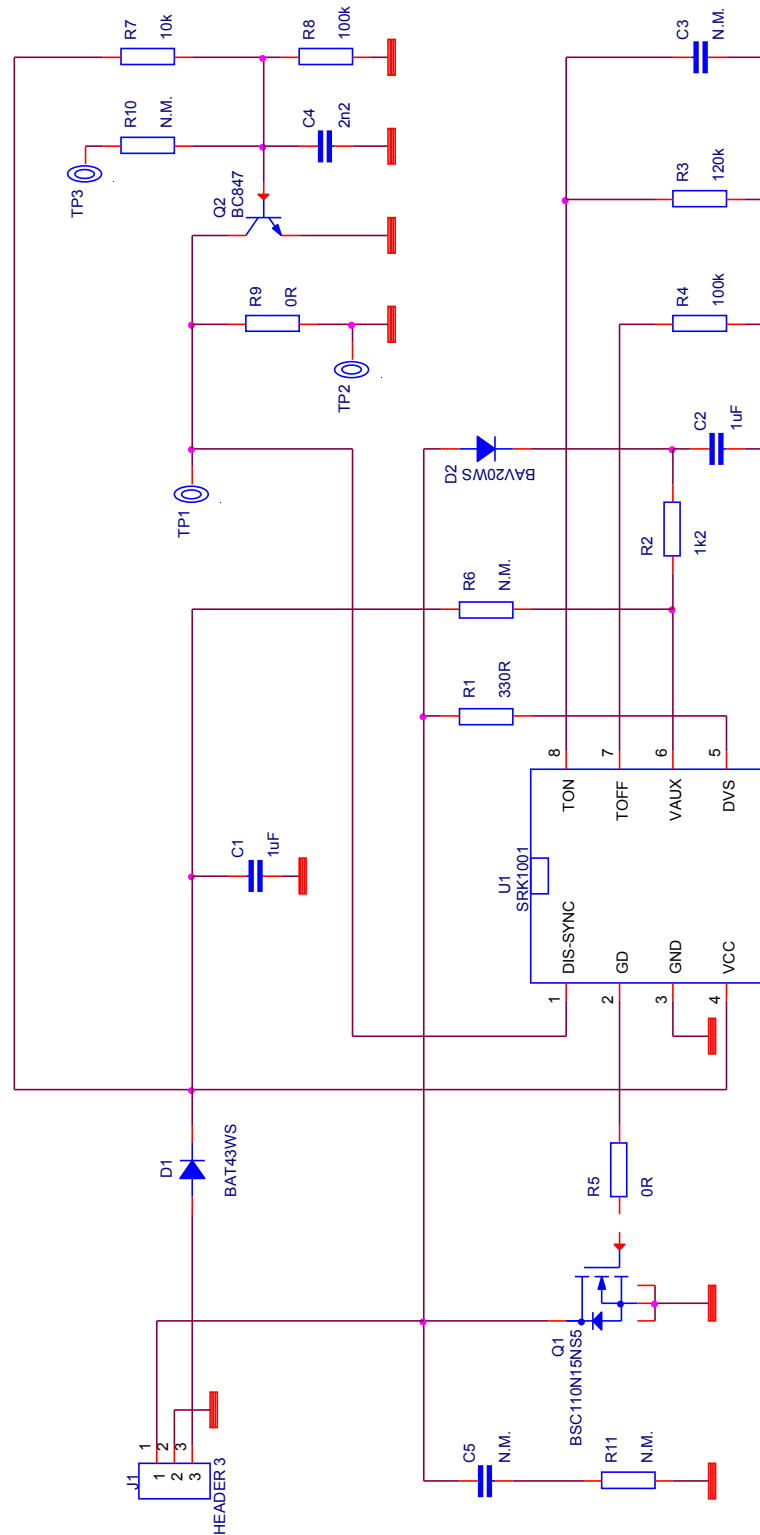 R7
10k
R8
100k
C3
N.M.
R10
N.M.
C4
2n2
TP3
R3
120k
Q2
BC847
R9
0R
R4
100k
TP2
D2
BAV20WS
C2
1uF
TP1
R6
N.M.
R2
1k2
R1
330R
8
7
6
5
TON
TOFF
VAUX
DVS
C1
1uF
U1
SRK1001
DIS-SYNC
GD
GND
VCC
1
2
3
4
D1
BAT43WS
R5
0R
Q1
BSC110N15NS5
J1
1
2
3
1
2
3
HEADER 3
C5
N.M.
R11
N.M.